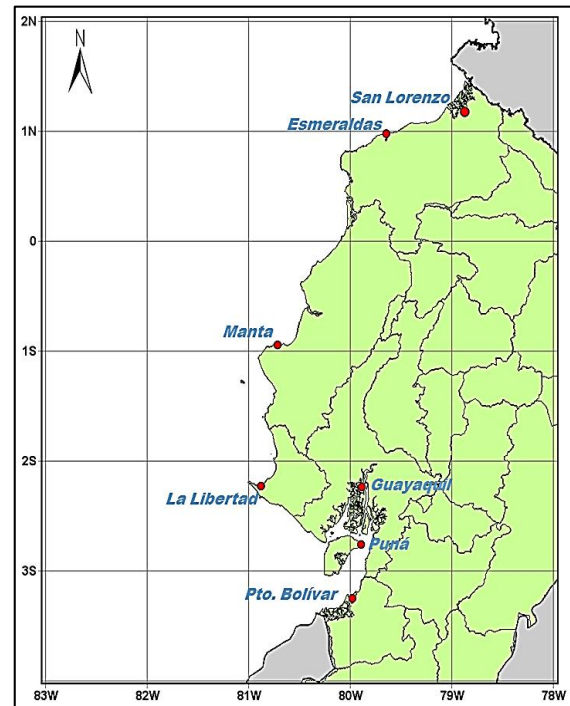 2N
N
San Lorenzo
1N
Esmeraldas
0
Manta
1S
2S
Guayaquil
La Libertad
Puná
3S
Pto. Bolívar
83W 82W 81W 80W 79W 78W